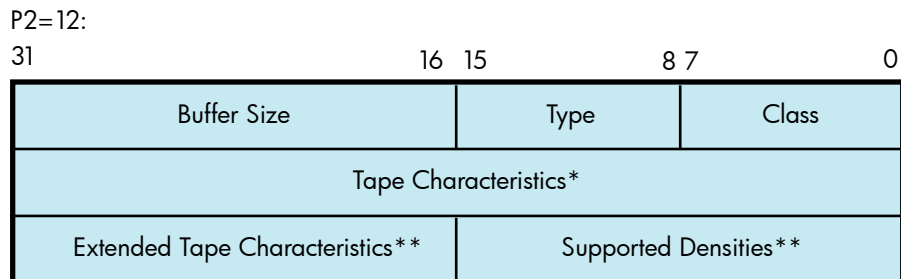 P2=12:
31 16 15 8 7 0
Buffer Size Type Class
Tape Characteristics*
Extended Tape Characteristics** Supported Densities**